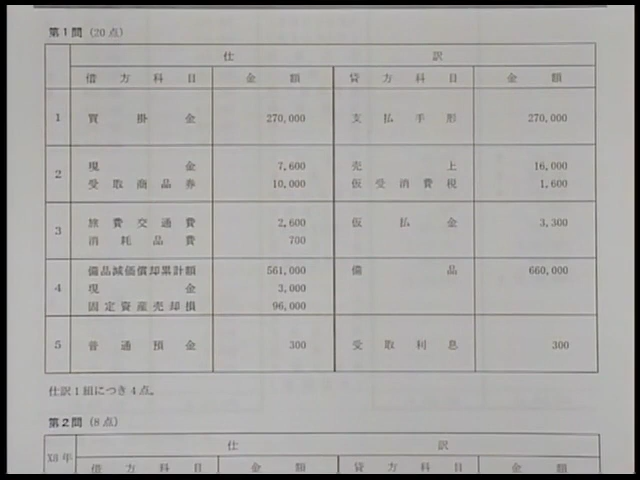 第1問 (20点)
仕 訳
借方科目 金額 貸方科目 金額
1 買掛金 270,000 支払手形 270,000
2 現金 7,600 売上 16,000
受取商品券 10,000 仮受消費税 1,600
3 旅費交通費 2,600 仮払金 3,300
消耗品費 700
4 備品減価償却累計額 561,000 備品 660,000
現金 3,000
固定資産売却損 96,000
5 普通預金 300 受取利息 300
仕訳1組につき4点。
第2問 (8点)
仕 訳
X8年 借方科目 金額 貸方科目 金額